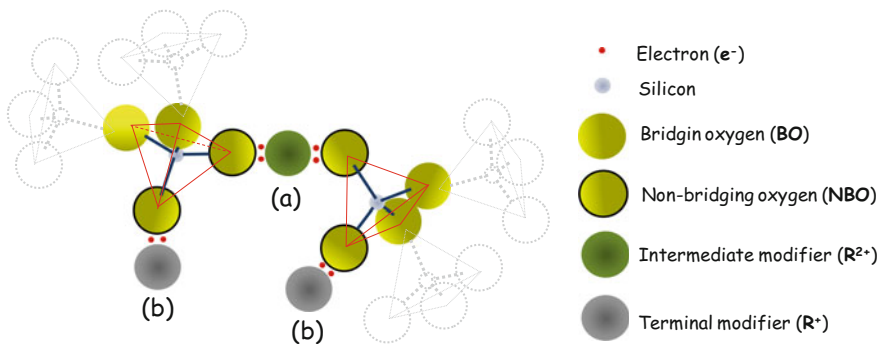 (a)
(b)
(b)
Electron (e⁻)
Silicon
Bridgin oxygen (BO)
Non-bridging oxygen (NBO)
Intermediate modifier (R²⁺)
Terminal modifier (R⁺)